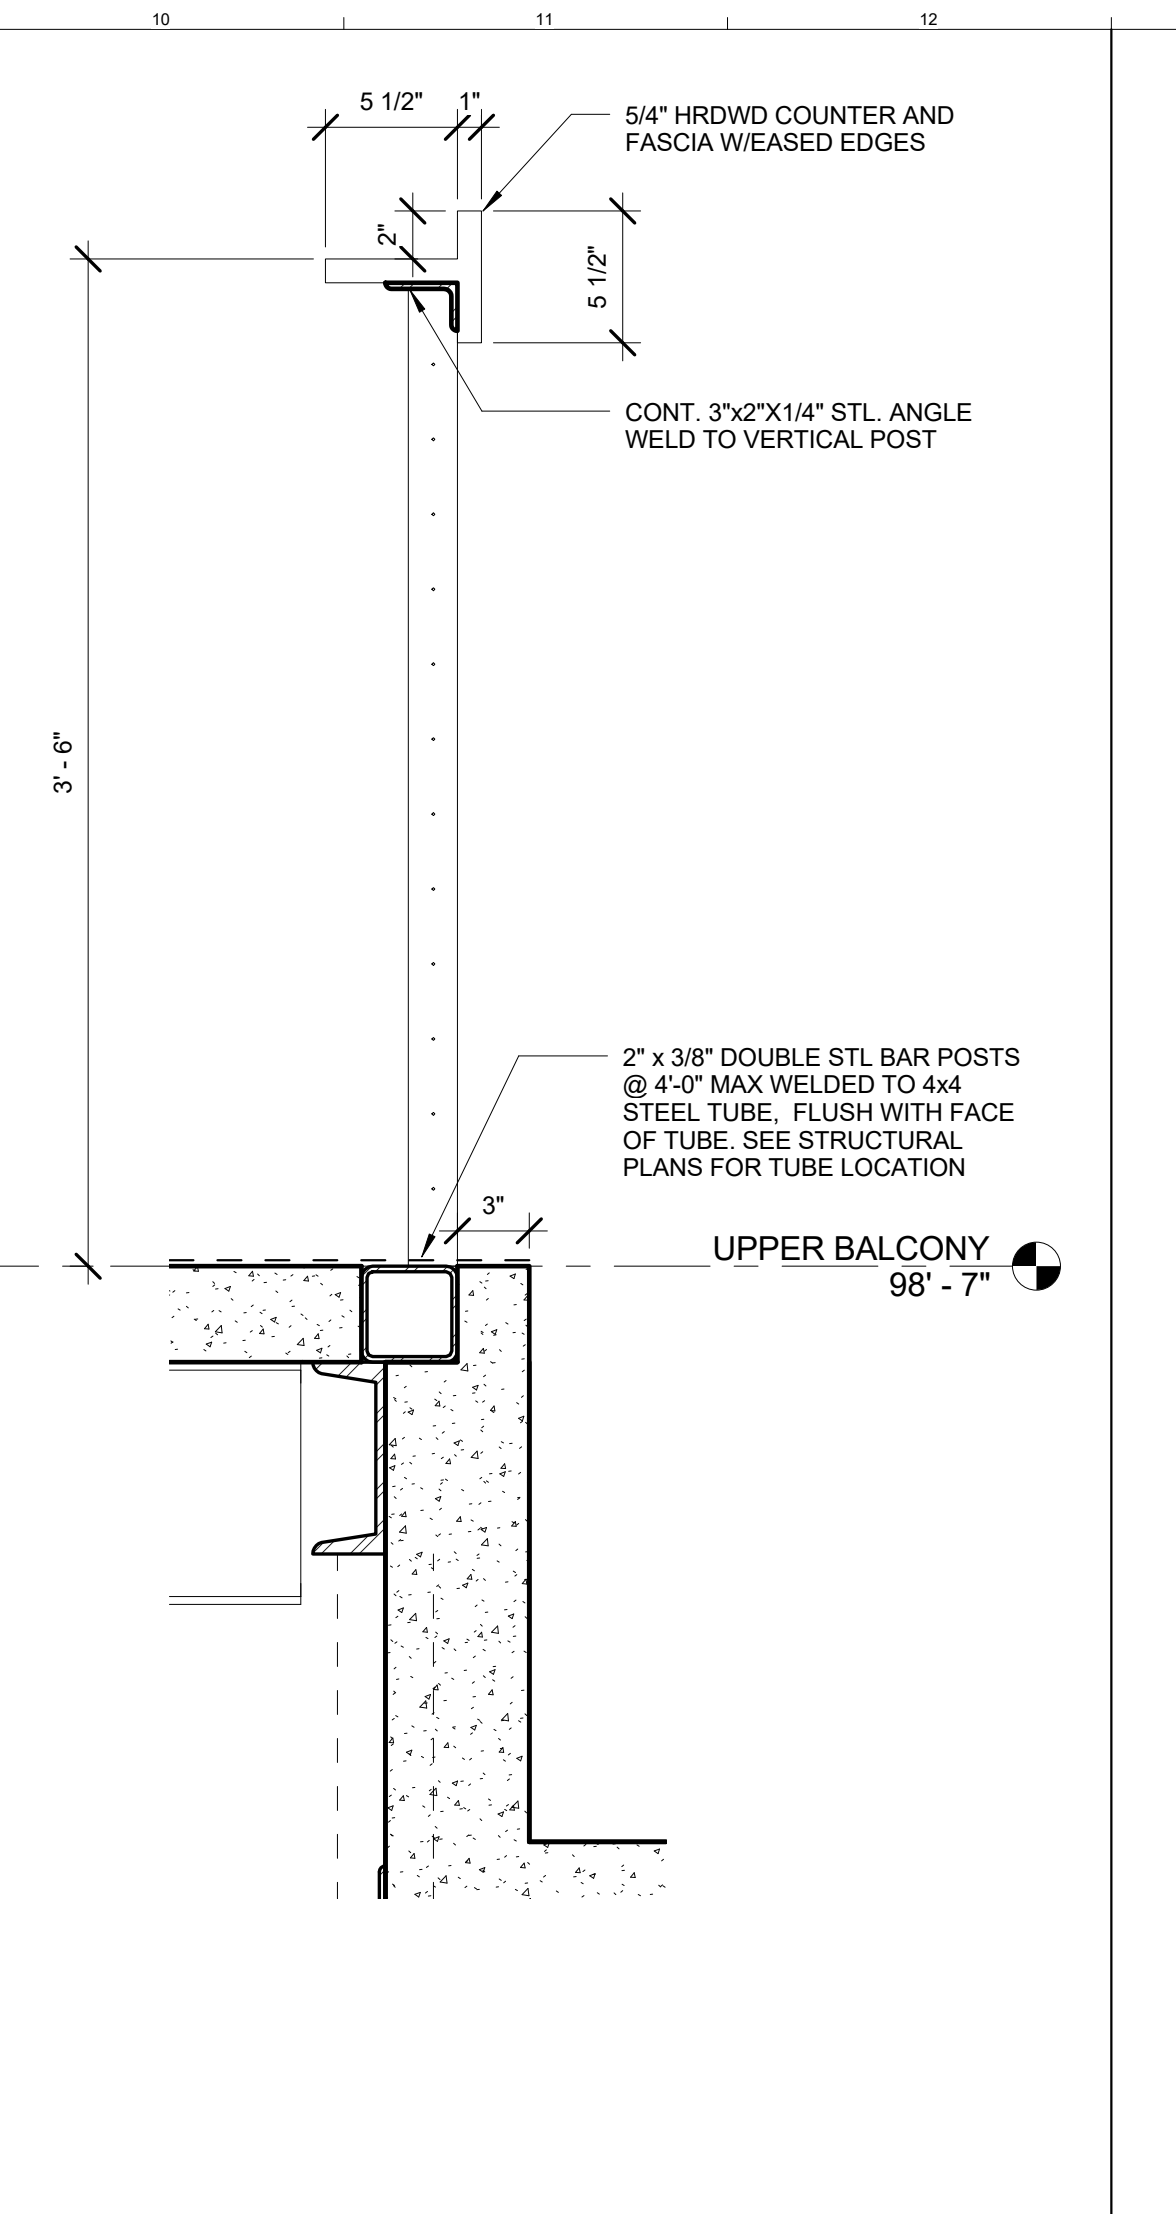 10
11
12
5 1/2"
1"
5/4" HRDWD COUNTER AND
FASCIA W/EASED EDGES
2"
5 1/2"
CONT. 3"x2"X1/4" STL. ANGLE
WELD TO VERTICAL POST
3' - 6"
2" x 3/8" DOUBLE STL BAR POSTS
@ 4'-0" MAX WELDED TO 4x4
STEEL TUBE, FLUSH WITH FACE
OF TUBE. SEE STRUCTURAL
PLANS FOR TUBE LOCATION
3"
UPPER BALCONY
98' - 7"